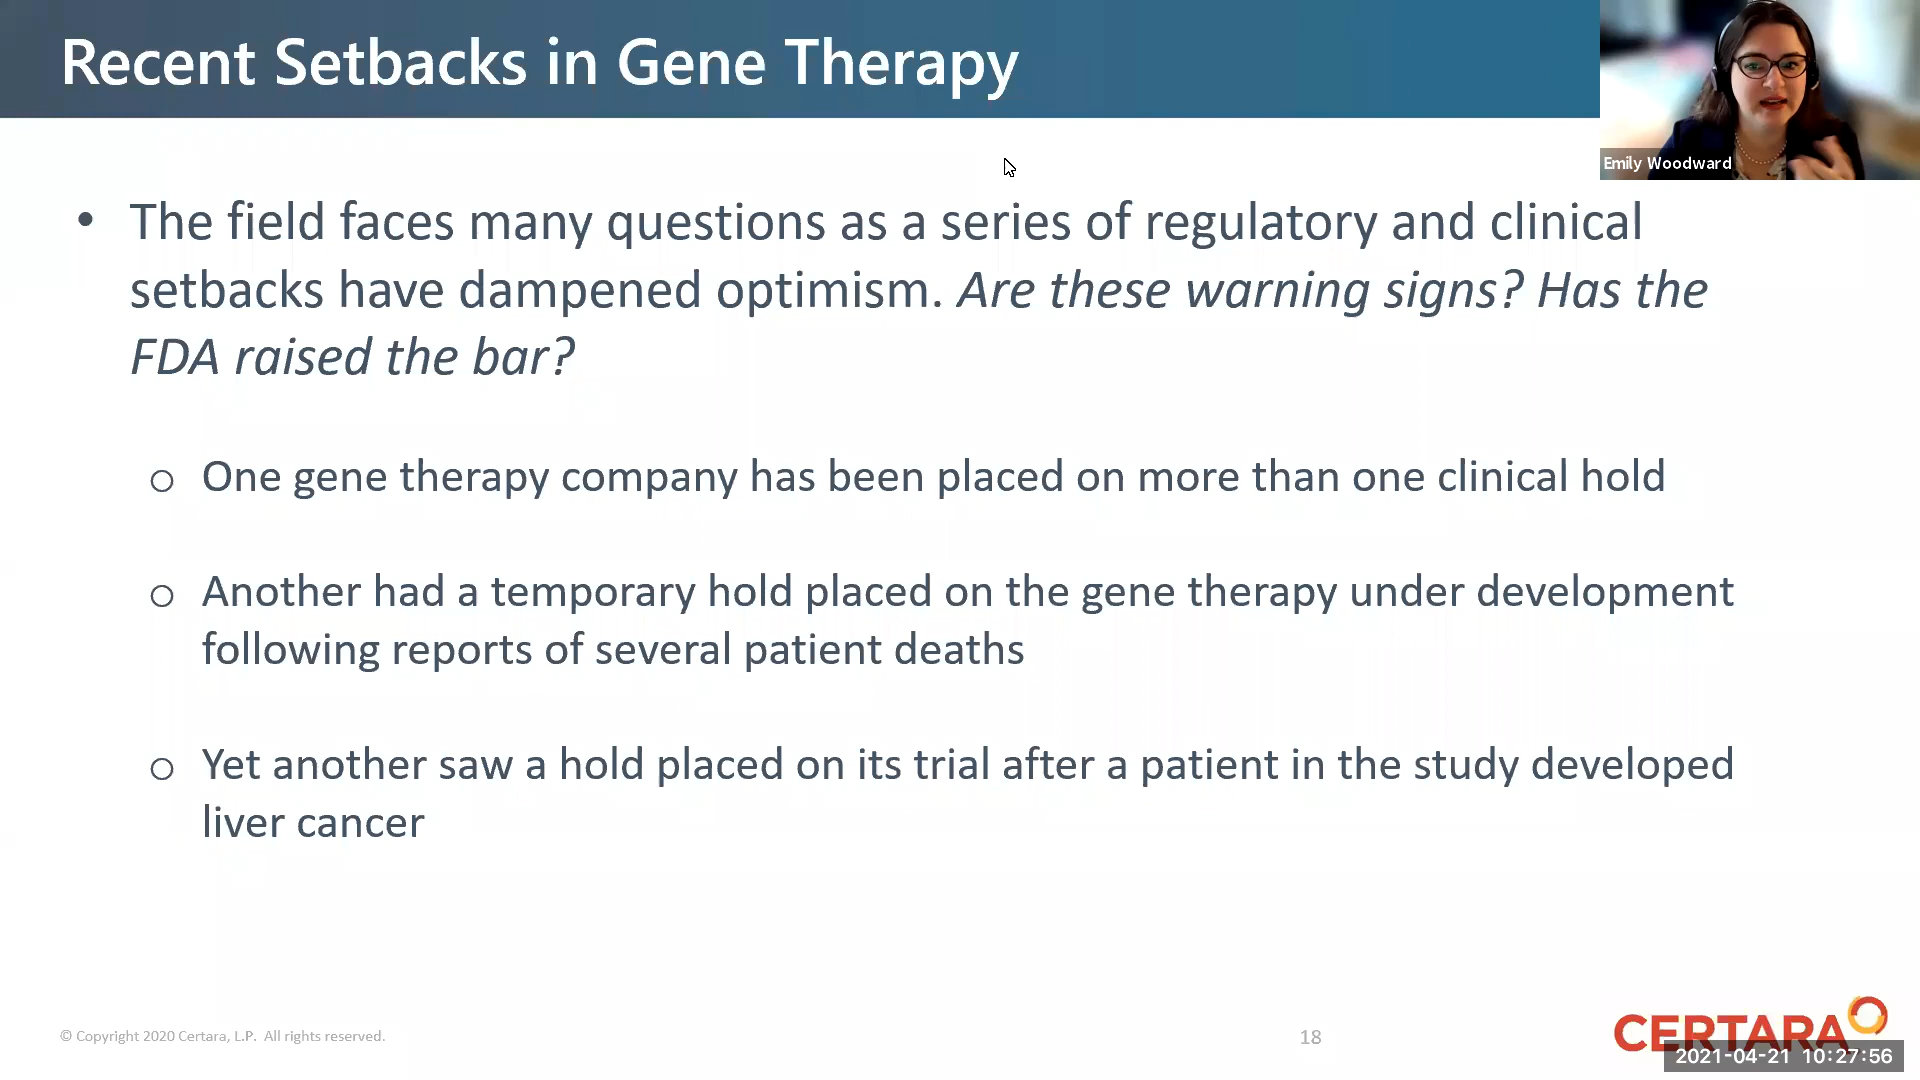 Recent Setbacks in Gene Therapy
Emily Woodward
• The field faces many questions as a series of regulatory and clinical
setbacks have dampened optimism. Are these warning signs? Has the
FDA raised the bar?
o One gene therapy company has been placed on more than one clinical hold
o Another had a temporary hold placed on the gene therapy under development
following reports of several patient deaths
o Yet another saw a hold placed on its trial after a patient in the study developed
liver cancer
© Copyright 2020 Certara, L.P. All rights reserved.
18
CERTARA
2021-04-21 10:27:56